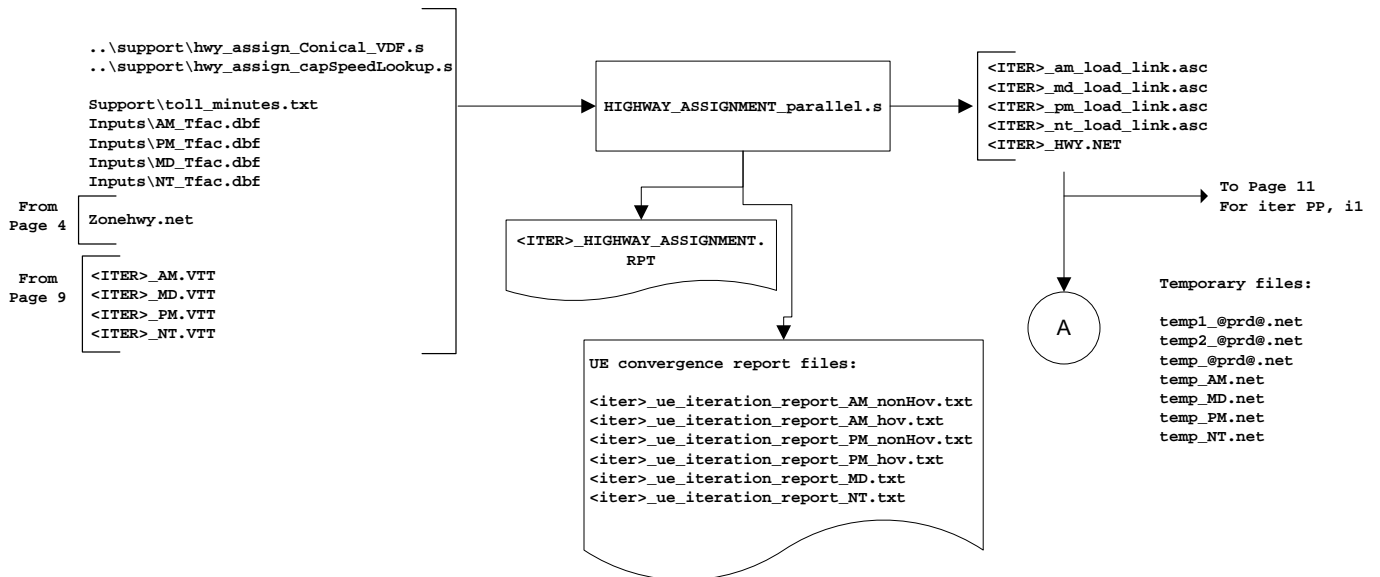 ..\support\hwy_assign_Conical_VDF.s
..\support\hwy_assign_capSpeedLookup.s
Support\toll_minutes.txt
Inputs\AM_Tfac.dbf
Inputs\PM_Tfac.dbf
Inputs\MD_Tfac.dbf
Inputs\NT_Tfac.dbf
From
Page 4
Zonehwy.net
From
Page 9
<ITER>_AM.VTT
<ITER>_MD.VTT
<ITER>_PM.VTT
<ITER>_NT.VTT
HIGHWAY_ASSIGNMENT_parallel.s
<ITER>_HIGHWAY_ASSIGNMENT.
RPT
UE convergence report files:
<iter>_ue_iteration_report_AM_nonHov.txt
<iter>_ue_iteration_report_AM_hov.txt
<iter>_ue_iteration_report_PM_nonHov.txt
<iter>_ue_iteration_report_PM_hov.txt
<iter>_ue_iteration_report_MD.txt
<iter>_ue_iteration_report_NT.txt
<ITER>_am_load_link.asc
<ITER>_md_load_link.asc
<ITER>_pm_load_link.asc
<ITER>_nt_load_link.asc
<ITER>_HWY.NET
To Page 11
For iter PP, i1
A
Temporary files:
temp1_@prd@.net
temp2_@prd@.net
temp_@prd@.net
temp_AM.net
temp_MD.net
temp_PM.net
temp_NT.net